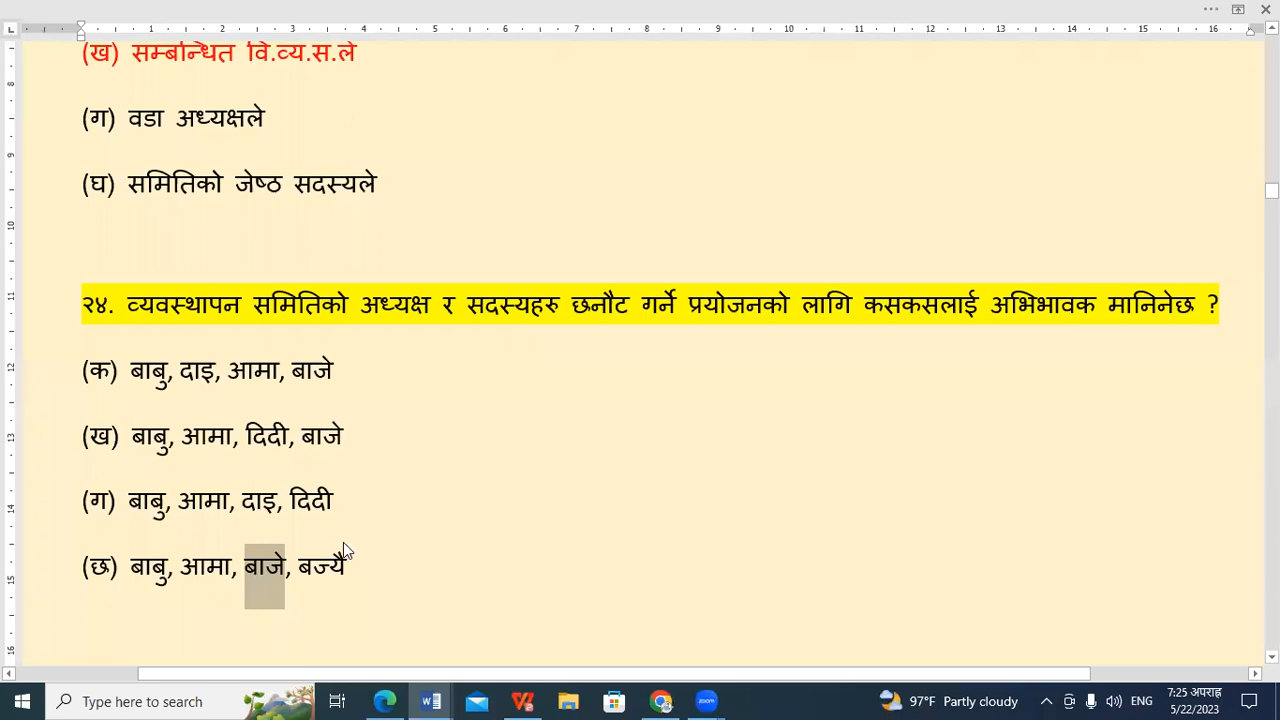 (ख) सम्बन्धित वि.व्य.स.ले
(ग) वडा अध्यक्षले
(घ) समितिको जेष्ठ सदस्यले
२४. व्यवस्थापन समितिको अध्यक्ष र सदस्यहरु छनौट गर्ने प्रयोजनको लागि कसकसलाई अभिभावक मानिनेछ ?
(क) बाबु, दाइ, आमा, बाजे
(ख) बाबु, आमा, दिदी, बाजे
(ग) बाबु, आमा, दाइ, दिदी
(छ) बाबु, आमा, बाजे, बज्यै
Type here to search
97°F Partly cloudy
ENG
7:25 अपराह्न
5/22/2023